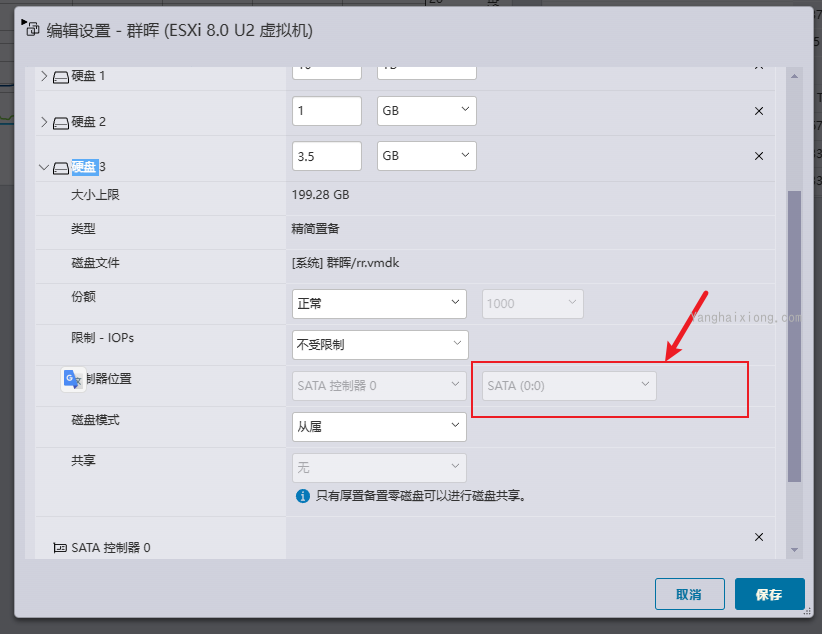 编辑设置 - 群晖 (ESXi 8.0 U2 虚拟机)
硬盘 1
硬盘 2
1
GB
硬盘 3
3.5
GB
大小上限
199.28 GB
类型
精简置备
磁盘文件
[系统] 群晖/rr.vmdk
份额
正常
1000
限制 - IOPs
不受限制
Yanghaixiong.com
制器位置
SATA 控制器 0
SATA (0:0)
磁盘模式
从属
共享
无
只有厚置备置零磁盘可以进行磁盘共享。
SATA 控制器 0
取消
保存